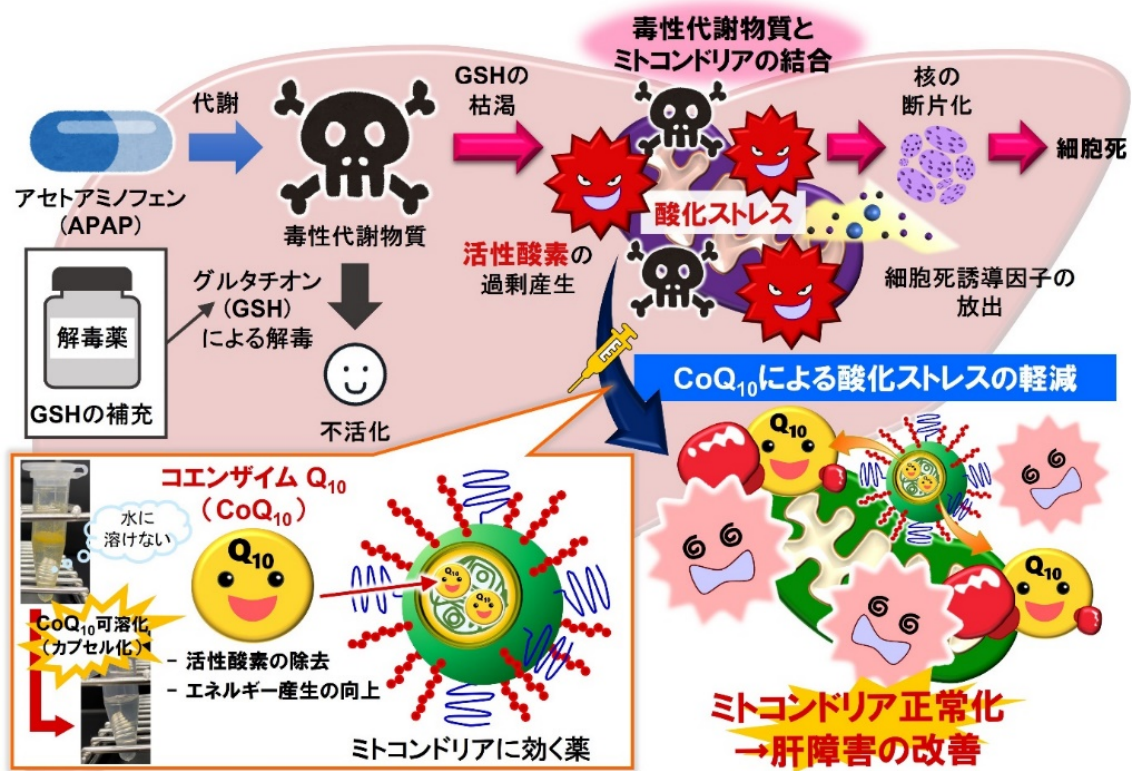 毒性代謝物質と
ミトコンドリアの結合
代謝
GSHの
枯渇
核の
断片化
細胞死
アセトアミノフェン
(APAP)
毒性代謝物質
酸化ストレス
活性酸素の
過剰産生
細胞死誘導因子の
放出
解毒薬
GSHの補充
グルタチオン
(GSH)
による解毒
不活化
CoQ10による酸化ストレスの軽減
コエンザイム Q10
(CoQ10)
水に
溶けない
Q10
Q10
Q10
CoQ10可溶化
(カプセル化)
- 活性酸素の除去
- エネルギー産生の向上
ミトコンドリアに効く薬
Q10
Q10
ミトコンドリア正常化
→肝障害の改善